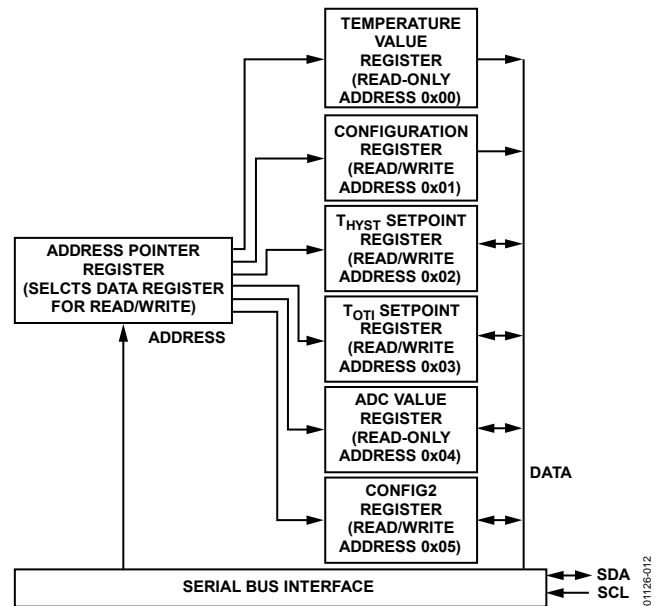 TEMPERATURE
VALUE
REGISTER
(READ-ONLY
ADDRESS 0x00)
CONFIGURATION
REGISTER
(READ/WRITE
ADDRESS 0x01)
THYST SETPOINT
REGISTER
(READ/WRITE
ADDRESS 0x02)
ADDRESS POINTER
REGISTER
(SELCTS DATA REGISTER
FOR READ/WRITE)
ADDRESS
TOTI SETPOINT
REGISTER
(READ/WRITE
ADDRESS 0x03)
ADC VALUE
REGISTER
(READ-ONLY
ADDRESS 0x04)
DATA
CONFIG2
REGISTER
(READ/WRITE
ADDRESS 0x05)
SERIAL BUS INTERFACE
SDA
SCL
01126-012